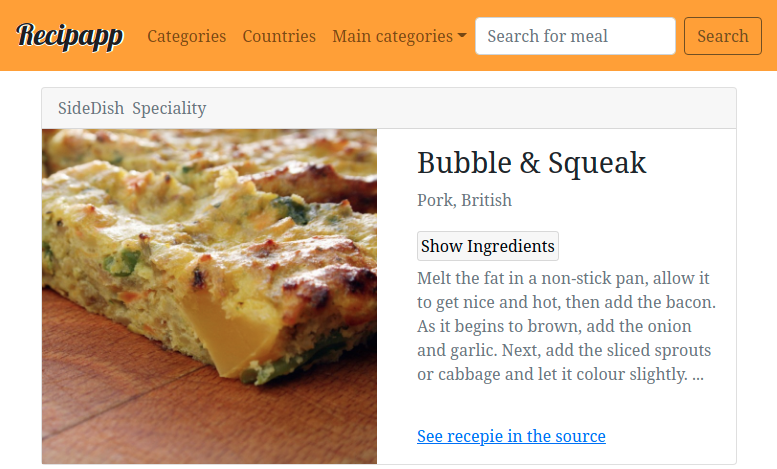 Recipapp Categories Countries Main categories Search for meal Search
SideDish Speciality
Bubble & Squeak
Pork, British
Show Ingredients
Melt the fat in a non-stick pan, allow it
to get nice and hot, then add the bacon.
As it begins to brown, add the onion
and garlic. Next, add the sliced sprouts
or cabbage and let it colour slightly. ...
See recepie in the source